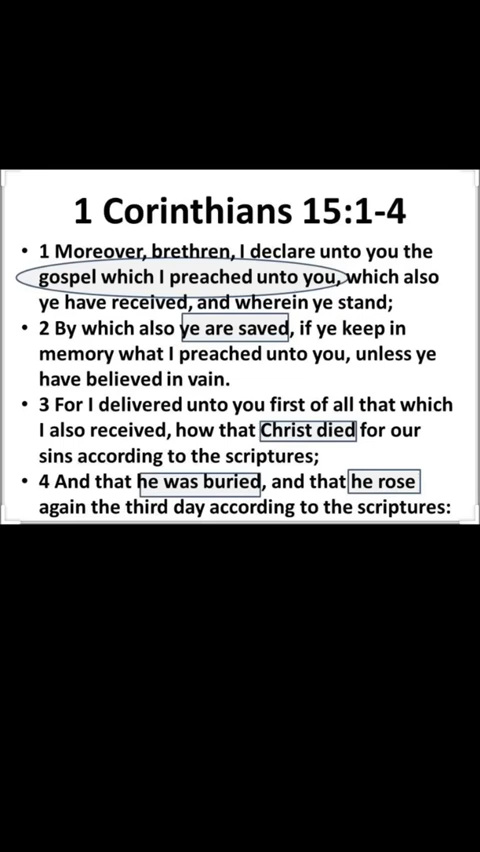 1 Corinthians 15:1-4
• 1 Moreover, brethren, I declare unto you the
gospel which I preached unto you, which also
ye have received, and wherein ye stand;
• 2 By which also ye are saved, if ye keep in
memory what I preached unto you, unless ye
have believed in vain.
• 3 For I delivered unto you first of all that which
I also received, how that Christ died for our
sins according to the scriptures;
• 4 And that he was buried, and that he rose
again the third day according to the scriptures: